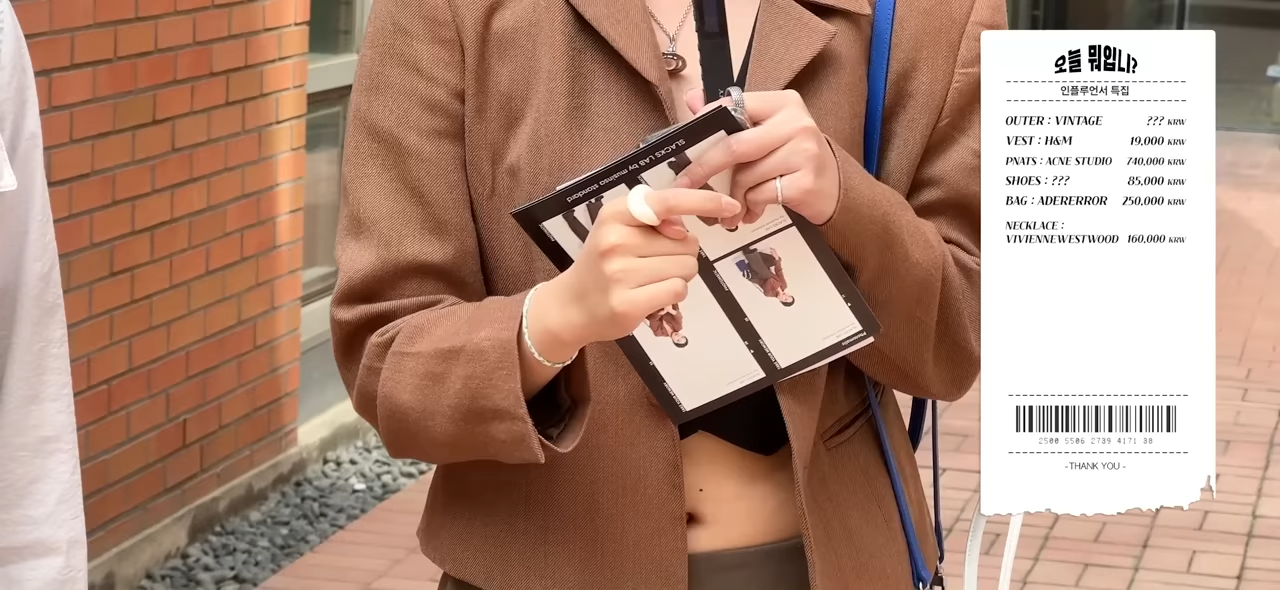 SLACKS LAB by musinsa standard
오늘 뭐입니?
인플루언서 특집
OUTER : VINTAGE ??? KRW
VEST : H&M 19,000 KRW
PNATS : ACNE STUDIO 740,000 KRW
SHOES : ??? 85,000 KRW
BAG : ADERERROR 250,000 KRW
NECKLACE :
VIVIENNEWESTWOOD 160,000 KRW
2500 5506 2739 4171 38
-THANK YOU -